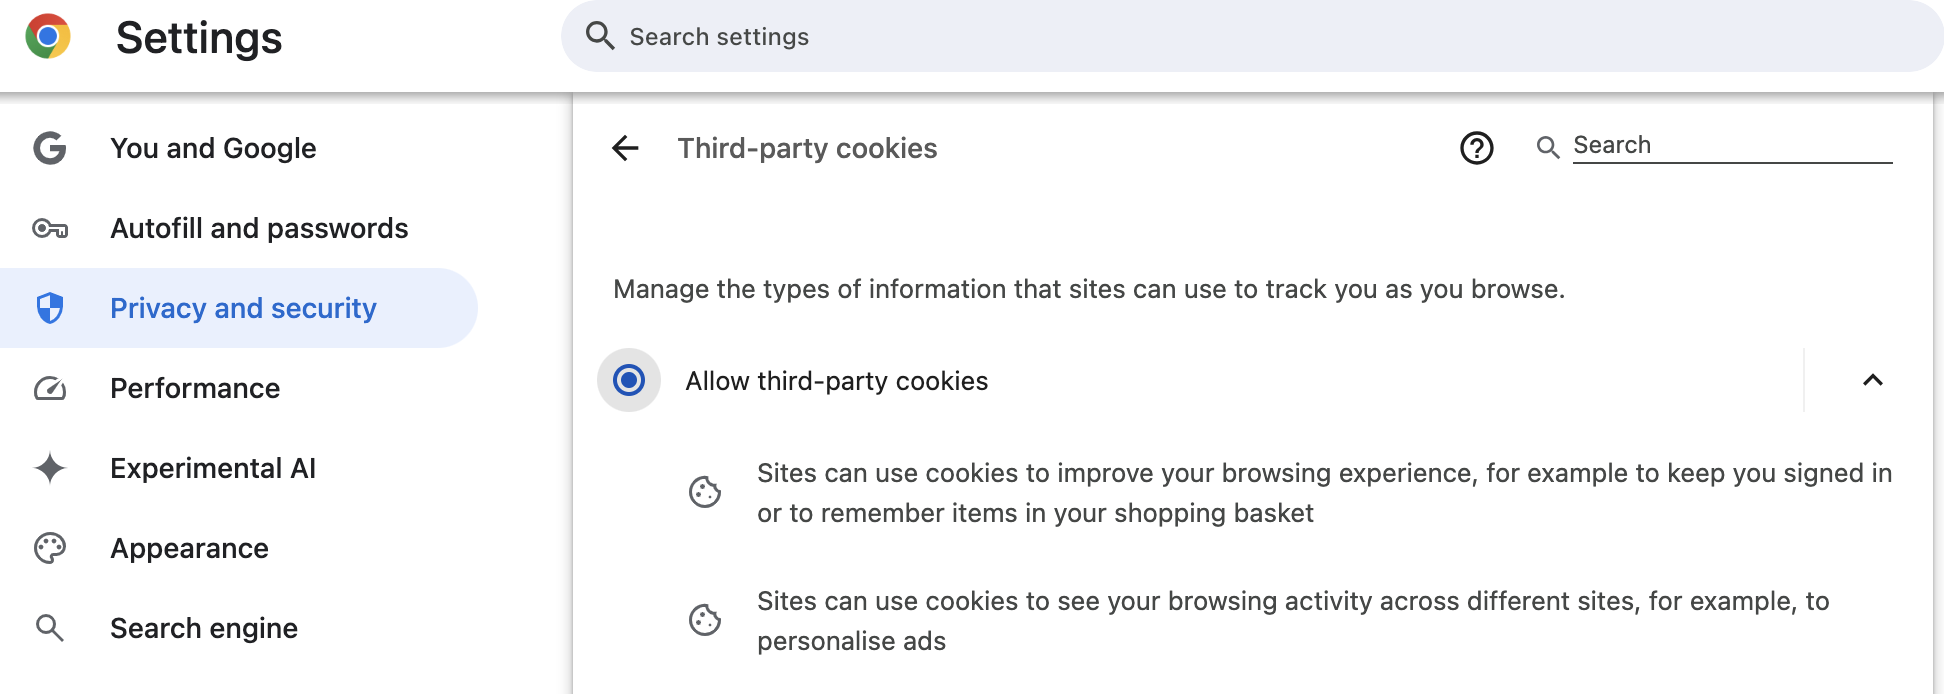 Settings
Search settings
You and Google
Autofill and passwords
Privacy and security
Performance
Experimental AI
Appearance
Search engine
Third-party cookies
Search
Manage the types of information that sites can use to track you as you browse.
Allow third-party cookies
Sites can use cookies to improve your browsing experience, for example to keep you signed in
or to remember items in your shopping basket
Sites can use cookies to see your browsing activity across different sites, for example, to
personalise ads